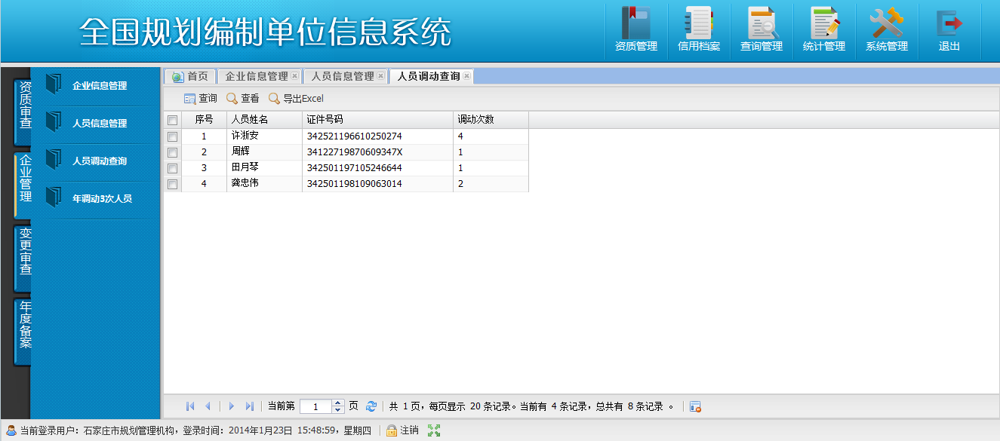 全国规划编制单位信息系统
资质管理 信用档案 查询管理 统计管理 系统管理 退出
资质审查
企业管理
变更审查
年度备案
企业信息管理
人员信息管理
人员调动查询
年调动3次人员
首页 企业信息管理 人员信息管理 人员调动查询
查询 查看 导出Excel
序号 人员姓名 证件号码 调动次数
1 许浙安 342521196610250274 4
2 周辉 34122719870609347X 1
3 田月琴 342501197105246644 1
4 龚忠伟 342501198109063014 2
当前第 1 页 共 1 页，每页显示 20 条记录。当前有 4 条记录，总共有 8 条记录 。
当前登录用户：石家庄市规划管理机构，登录时间：2014年1月23日 15:48:59，星期四 注销